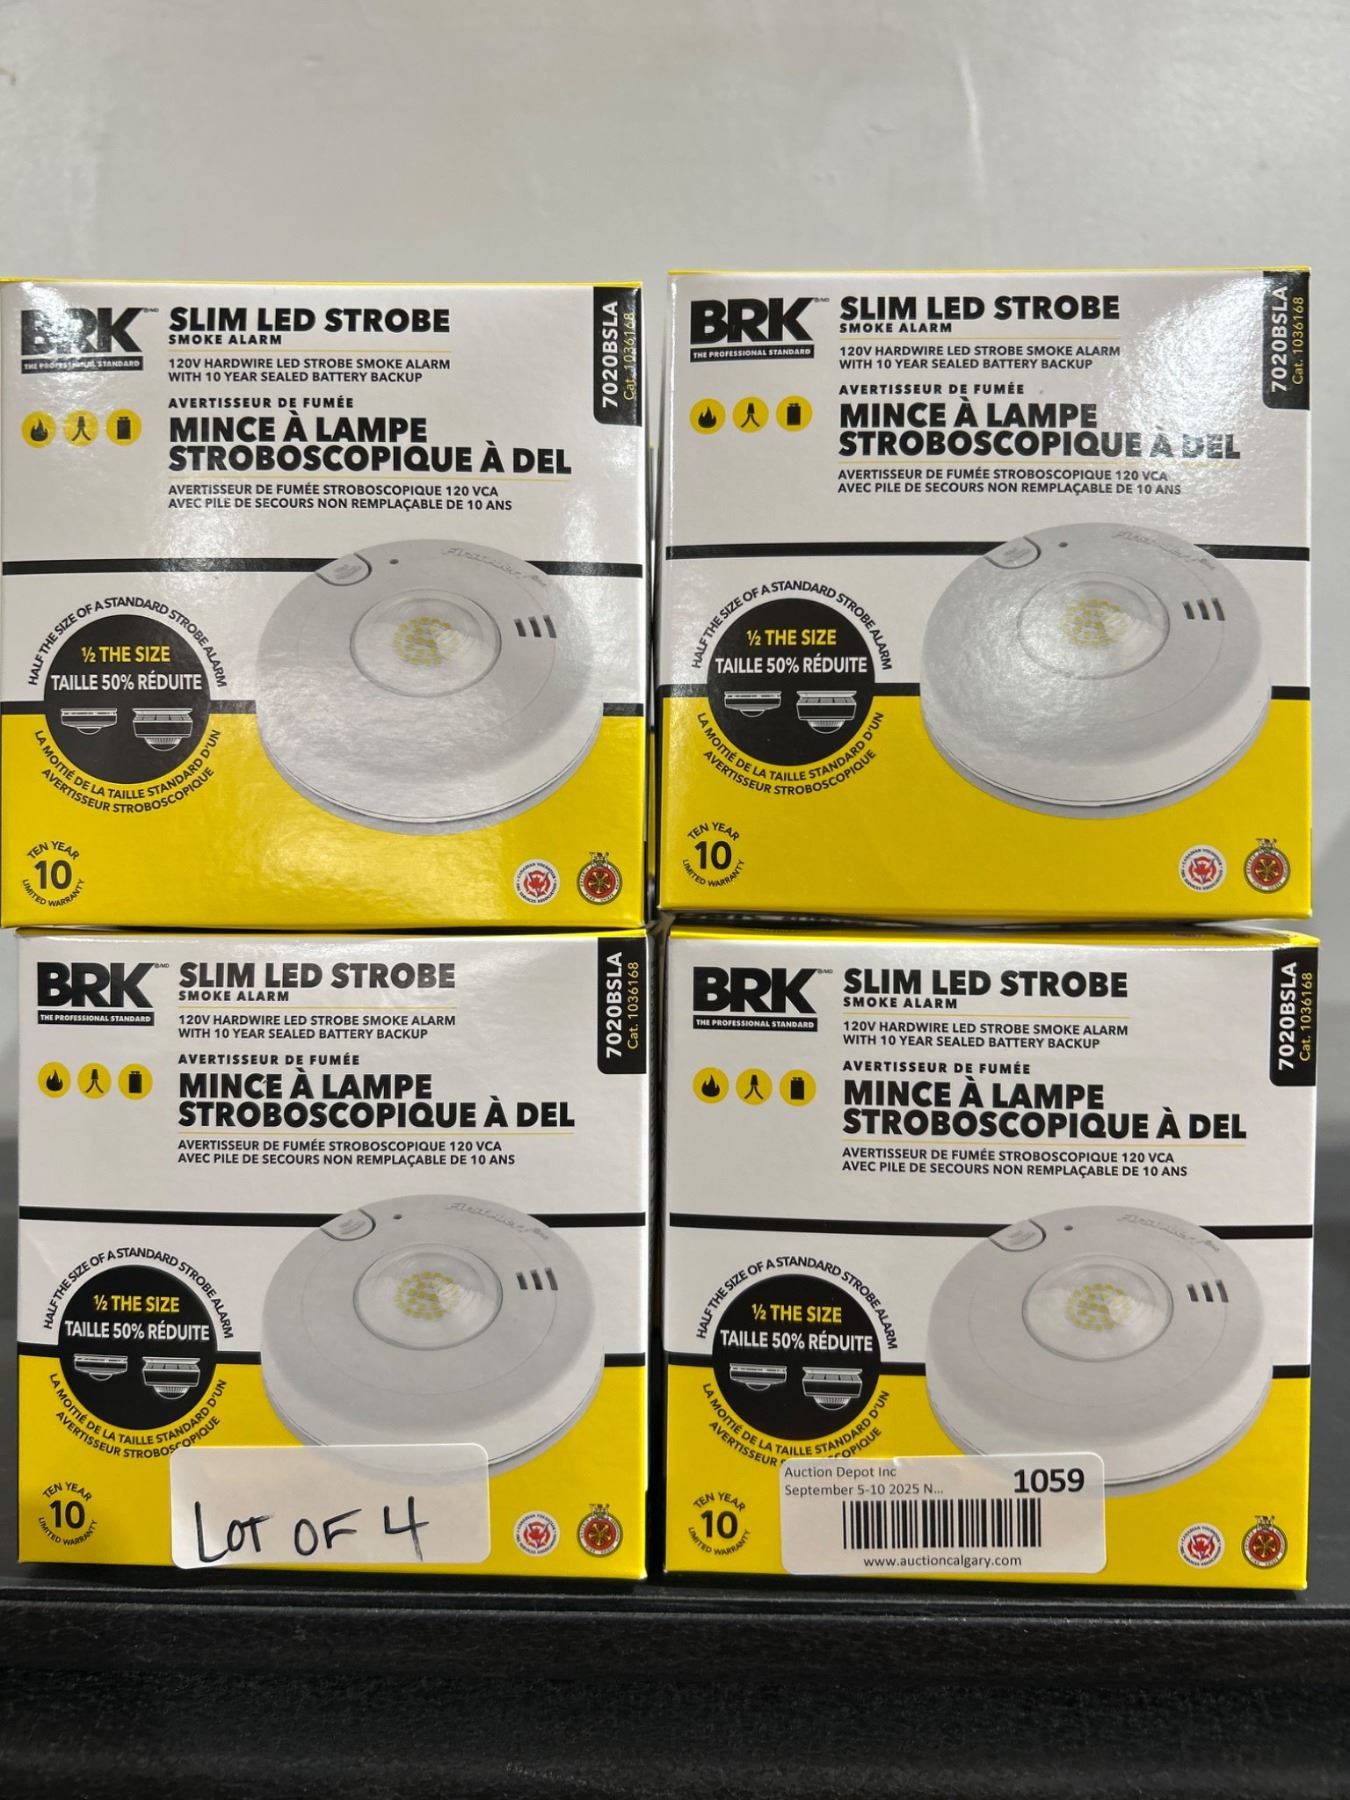 BRK
THE PROFESSIONAL STANDARD
SLIM LED STROBE
SMOKE ALARM
120V HARDWIRE LED STROBE SMOKE ALARM
WITH 10 YEAR SEALED BATTERY BACKUP
AVERTISSEUR DE FUMÉE
MINCE À LAMPE
STROBOSCOPIQUE À DEL
AVERTISSEUR DE FUMÉE STROBOSCOPIQUE 120 VCA
AVEC PILE DE SECOURS NON REMPLAÇABLE DE 10 ANS
7020BSLA
Cat. 1036168
HALF THE SIZE OF A STANDARD STROBE ALARM
½ THE SIZE
TAILLE 50% RÉDUITE
LA MOITIÉ DE LA TAILLE STANDARD D'UN
AVERTISSEUR STROBOSCOPIQUE
TEN YEAR
10
LIMITED WARRANTY
BRK
THE PROFESSIONAL STANDARD
SLIM LED STROBE
SMOKE ALARM
120V HARDWIRE LED STROBE SMOKE ALARM
WITH 10 YEAR SEALED BATTERY BACKUP
AVERTISSEUR DE FUMÉE
MINCE À LAMPE
STROBOSCOPIQUE À DEL
AVERTISSEUR DE FUMÉE STROBOSCOPIQUE 120 VCA
AVEC PILE DE SECOURS NON REMPLAÇABLE DE 10 ANS
7020BSLA
Cat. 1036168
HALF THE SIZE OF A STANDARD STROBE ALARM
½ THE SIZE
TAILLE 50% RÉDUITE
LA MOITIÉ DE LA TAILLE STANDARD D'UN
AVERTISSEUR STROBOSCOPIQUE
TEN YEAR
10
LIMITED WARRANTY
BRK
THE PROFESSIONAL STANDARD
SLIM LED STROBE
SMOKE ALARM
120V HARDWIRE LED STROBE SMOKE ALARM
WITH 10 YEAR SEALED BATTERY BACKUP
AVERTISSEUR DE FUMÉE
MINCE À LAMPE
STROBOSCOPIQUE À DEL
AVERTISSEUR DE FUMÉE STROBOSCOPIQUE 120 VCA
AVEC PILE DE SECOURS NON REMPLAÇABLE DE 10 ANS
7020BSLA
Cat. 1036168
HALF THE SIZE OF A STANDARD STROBE ALARM
½ THE SIZE
TAILLE 50% RÉDUITE
LA MOITIÉ DE LA TAILLE STANDARD D'UN
AVERTISSEUR STROBOSCOPIQUE
TEN YEAR
10
LIMITED WARRANTY
LOT OF 4
BRK
THE PROFESSIONAL STANDARD
SLIM LED STROBE
SMOKE ALARM
120V HARDWIRE LED STROBE SMOKE ALARM
WITH 10 YEAR SEALED BATTERY BACKUP
AVERTISSEUR DE FUMÉE
MINCE À LAMPE
STROBOSCOPIQUE À DEL
AVERTISSEUR DE FUMÉE STROBOSCOPIQUE 120 VCA
AVEC PILE DE SECOURS NON REMPLAÇABLE DE 10 ANS
7020BSLA
Cat. 1036168
HALF THE SIZE OF A STANDARD STROBE ALARM
½ THE SIZE
TAILLE 50% RÉDUITE
LA MOITIÉ DE LA TAILLE STANDARD D'UN
TEN YEAR
10
LIMITED WARRANTY
Auction Depot Inc
September 5-10 2025 N...
1059
www.auctioncalgary.com